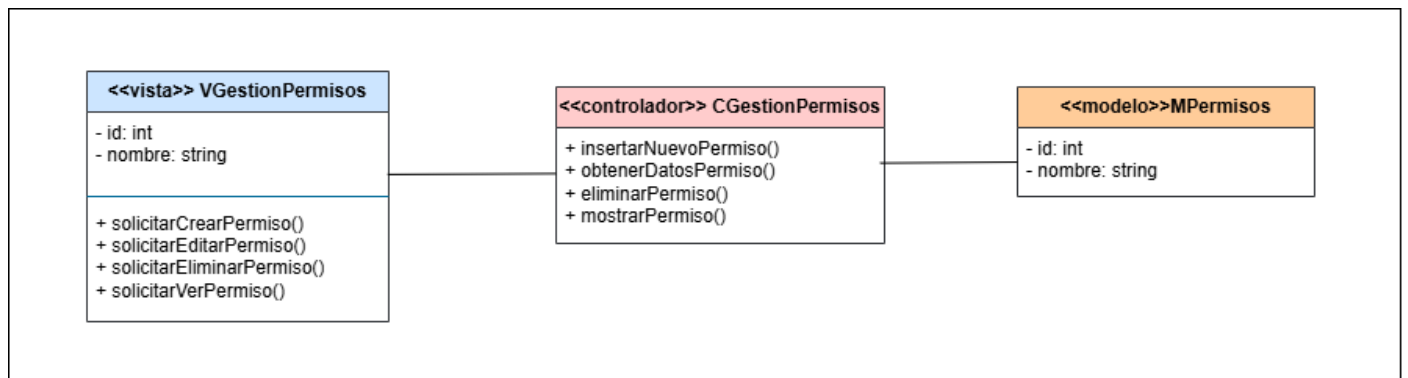 <<vista>> VGestionPermisos
- id: int
- nombre: string
+ solicitarCrearPermiso()
+ solicitarEditarPermiso()
+ solicitarEliminarPermiso()
+ solicitarVerPermiso()
<<controlador>> CGestionPermisos
+ insertarNuevoPermiso()
+ obtenerDatosPermiso()
+ eliminarPermiso()
+ mostrarPermiso()
<<modelo>>MPermisos
- id: int
- nombre: string